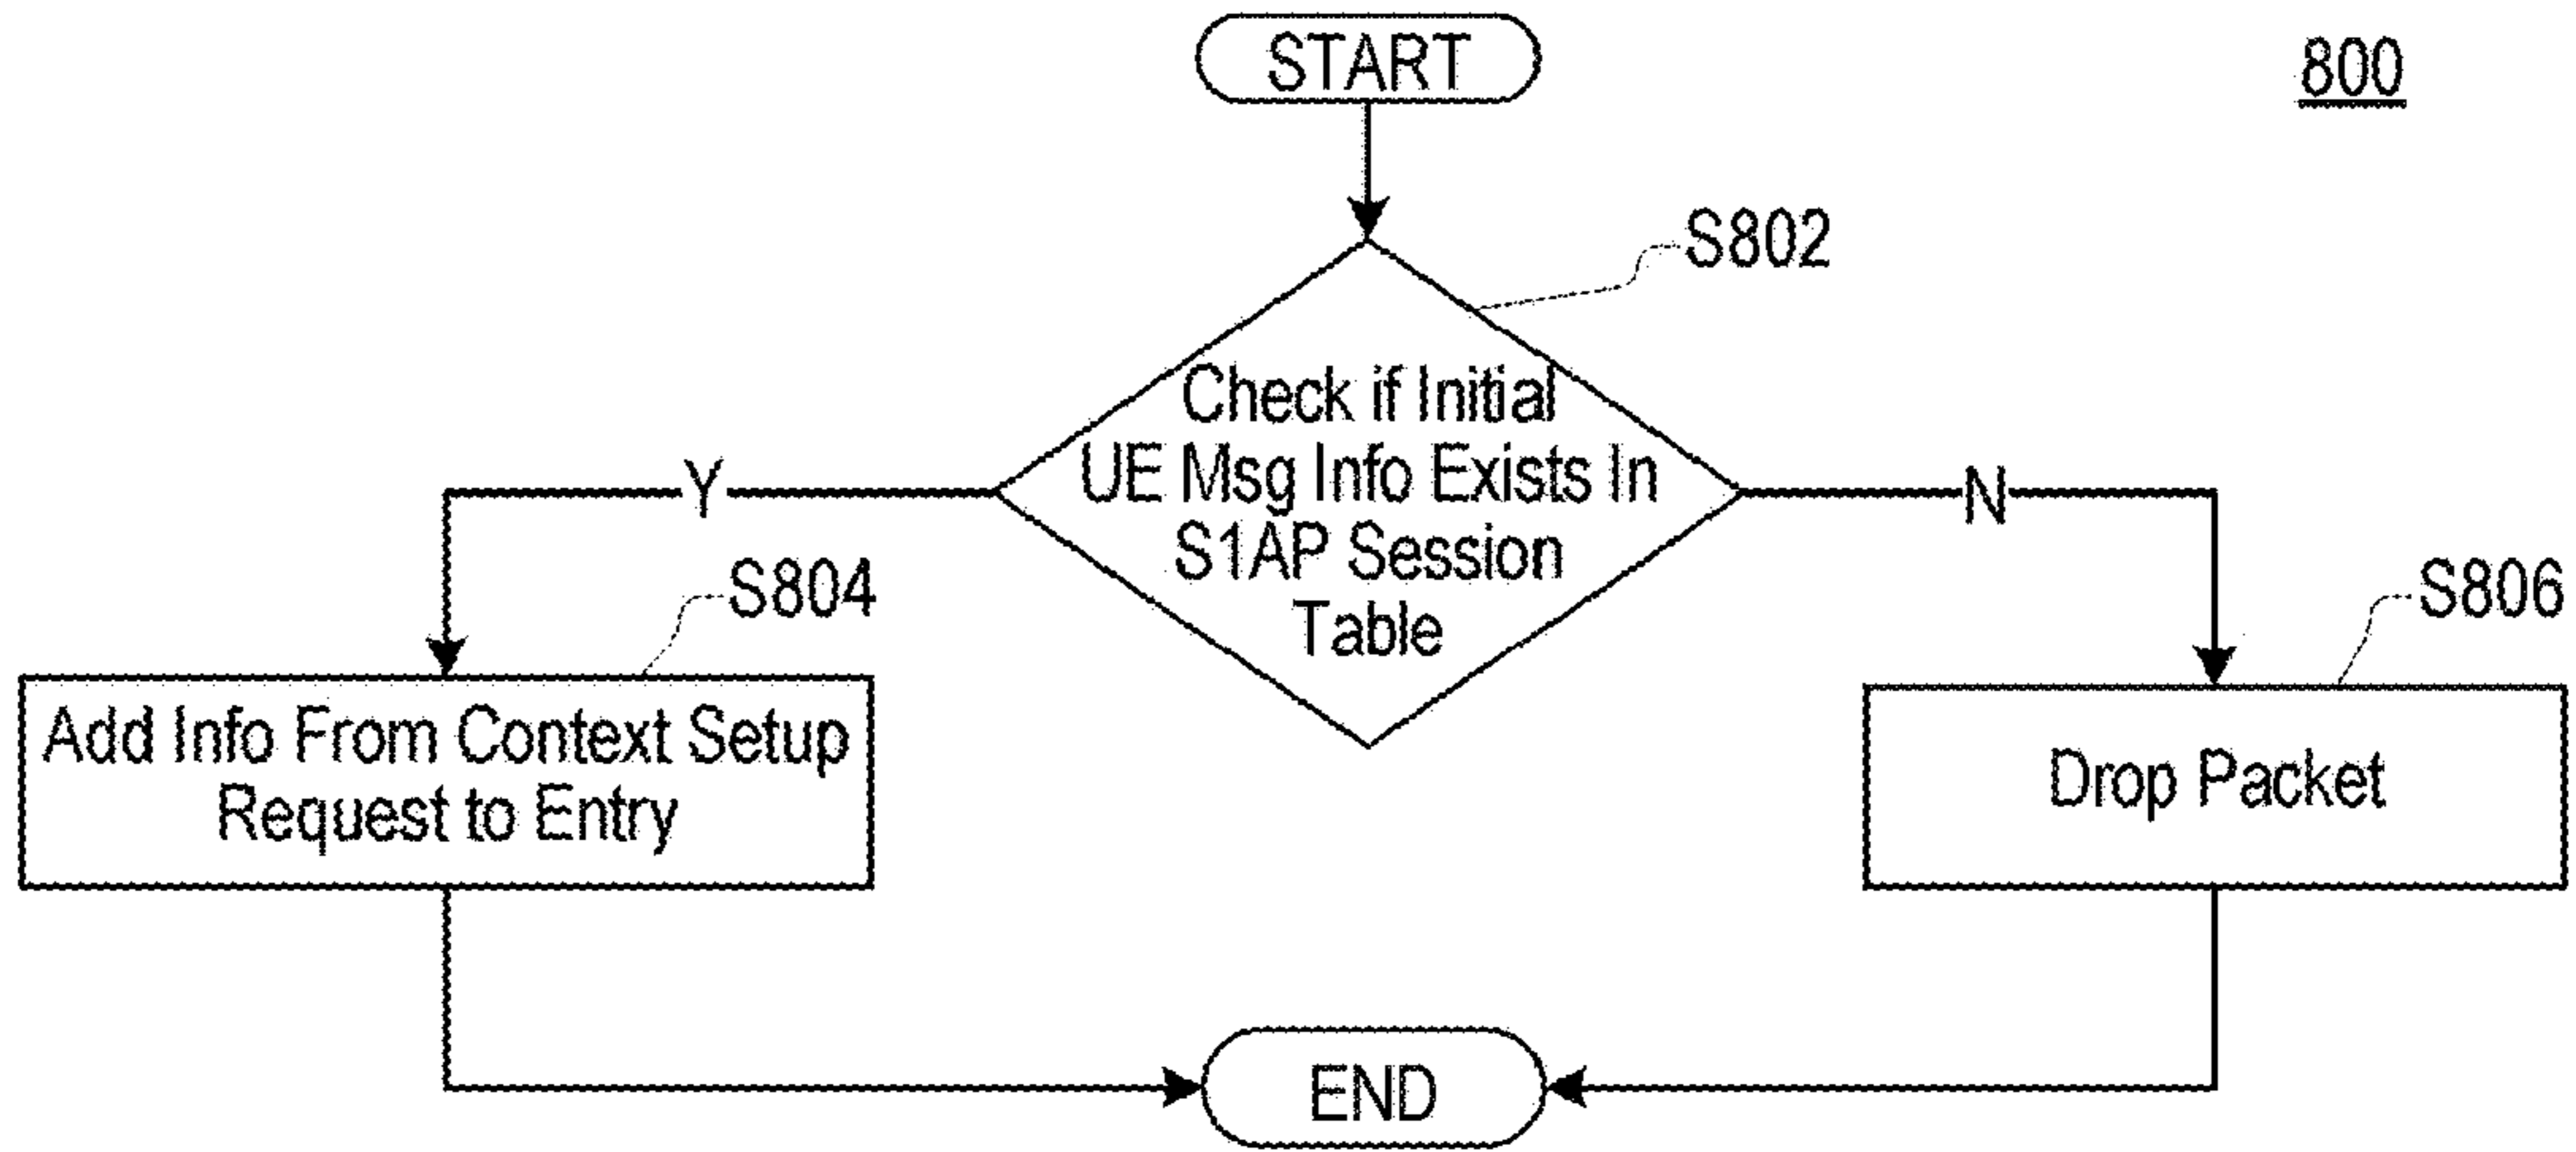 START
800
S802
Check if Initial
UE Msg Info Exists In
S1AP Session
Table
Y
N
S804
S806
Add Info From Context Setup
Request to Entry
Drop Packet
END